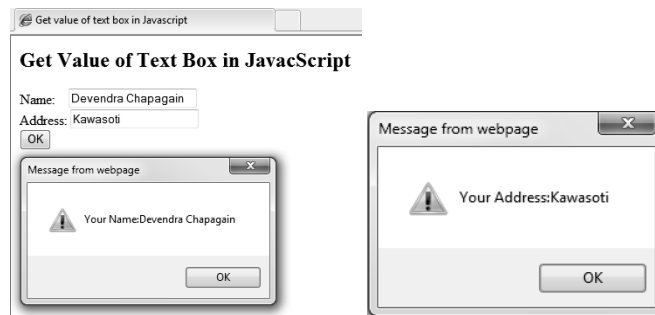 Get value of text box in Javascript
Get Value of Text Box in JavacScript
Name: Devendra Chapagain
Address: Kawasoti
OK
Message from webpage
Your Name:Devendra Chapagain
OK
Message from webpage
Your Address:Kawasoti
OK